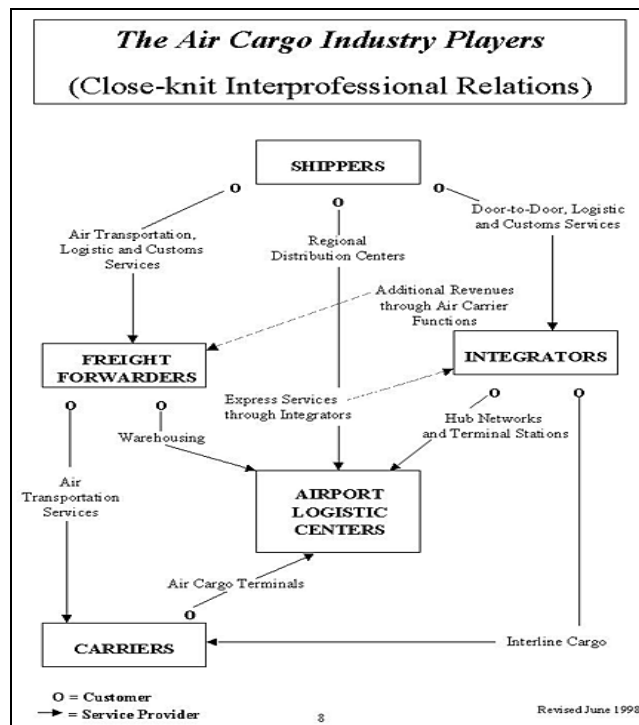 The Air Cargo Industry Players
(Close-knit Interprofessional Relations)
SHIPPERS
O
O
O
Air Transportation,
Logistic and Customs
Services
Regional
Distribution Centers
Door-to-Door, Logistic
and Customs Services
Additional Revenues
through Air Carrier
Functions
FREIGHT
FORWARDERS
INTEGRATORS
O
O
Express Services
through Integrators
O
O
Warehousing
Hub Networks
and Terminal Stations
Air
Transportation
Services
AIRPORT
LOGISTIC
CENTERS
Air Cargo Terminals
O
CARRIERS
Interline Cargo
O = Customer
= Service Provider
8
Revised June 1998